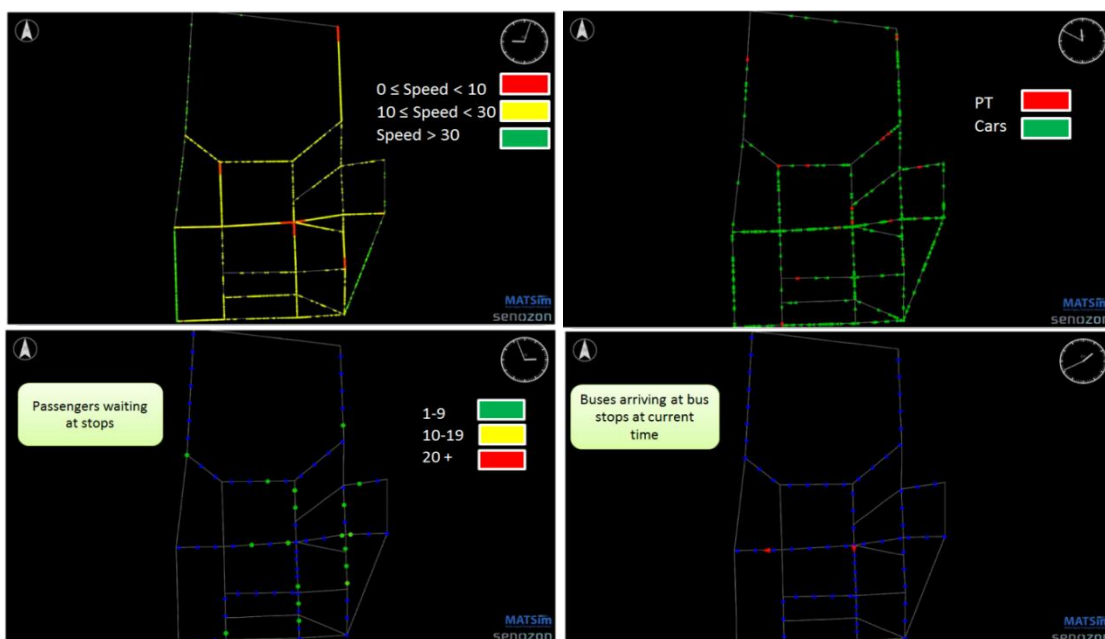 0 ≤ Speed < 10
10 ≤ Speed < 30
Speed > 30
MATSim
senozon
PT
Cars
MATSim
senozon
Passengers waiting
at stops
1-9
10-19
20 +
MATSim
senozon
Buses arriving at bus
stops at current
time
MATSim
senozon